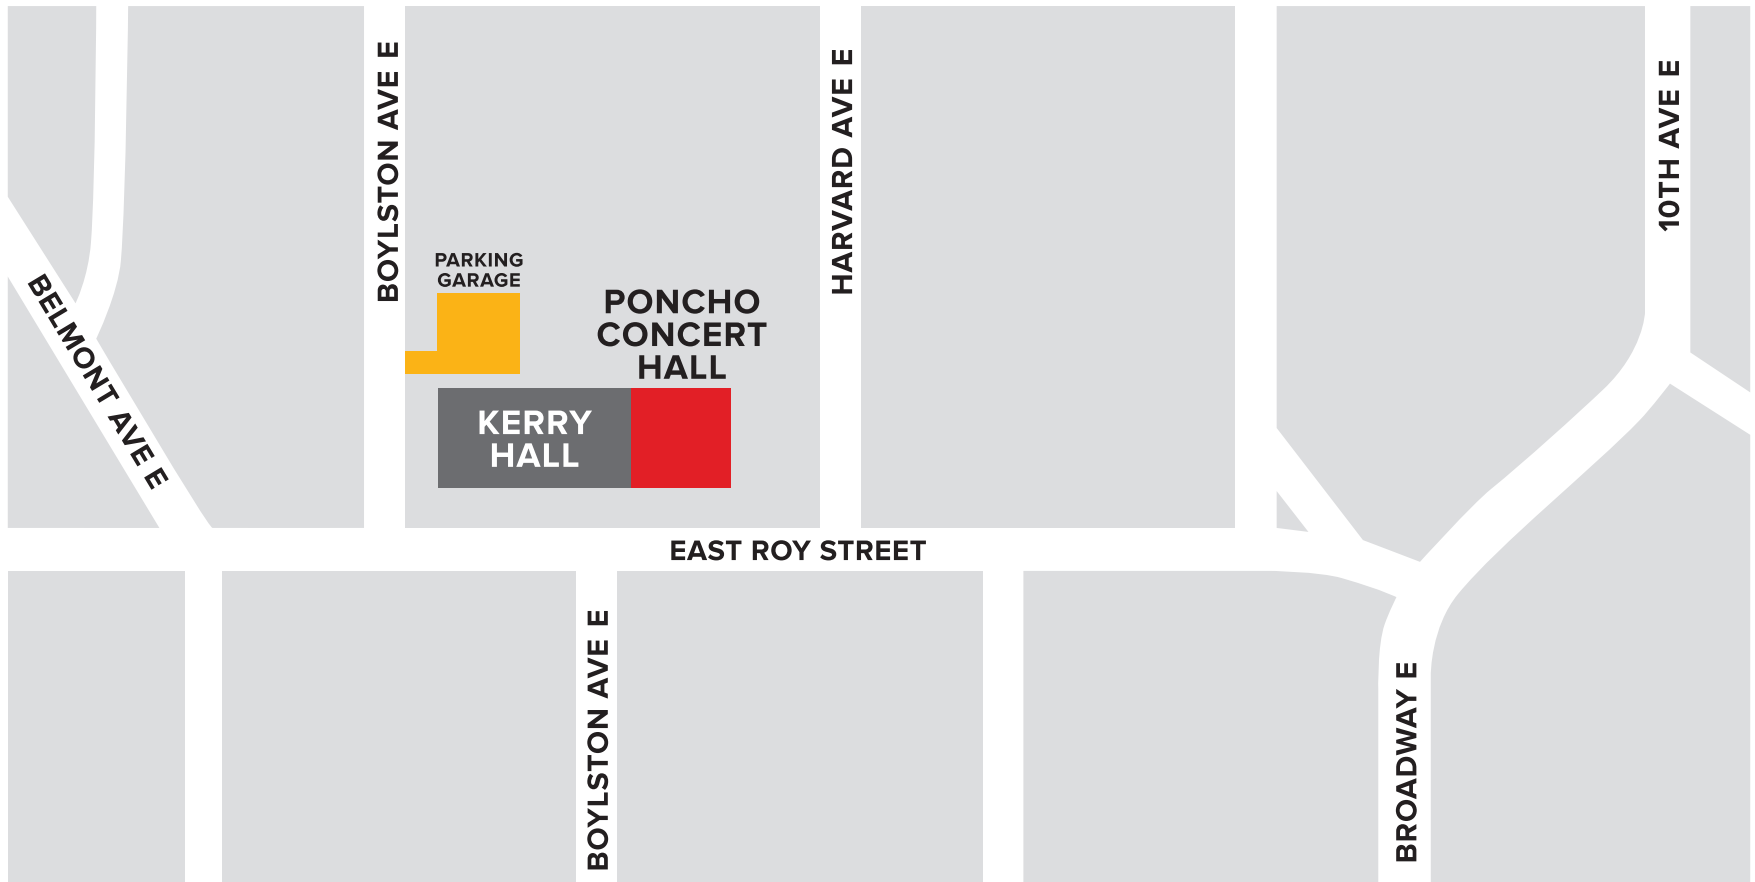 BOYLSTON AVE E
HARVARD AVE E
10TH AVE E
BELMONT AVE E
PARKING
GARAGE
PONCHO
CONCERT
HALL
KERRY
HALL
EAST ROY STREET
BOYLSTON AVE E
BROADWAY E